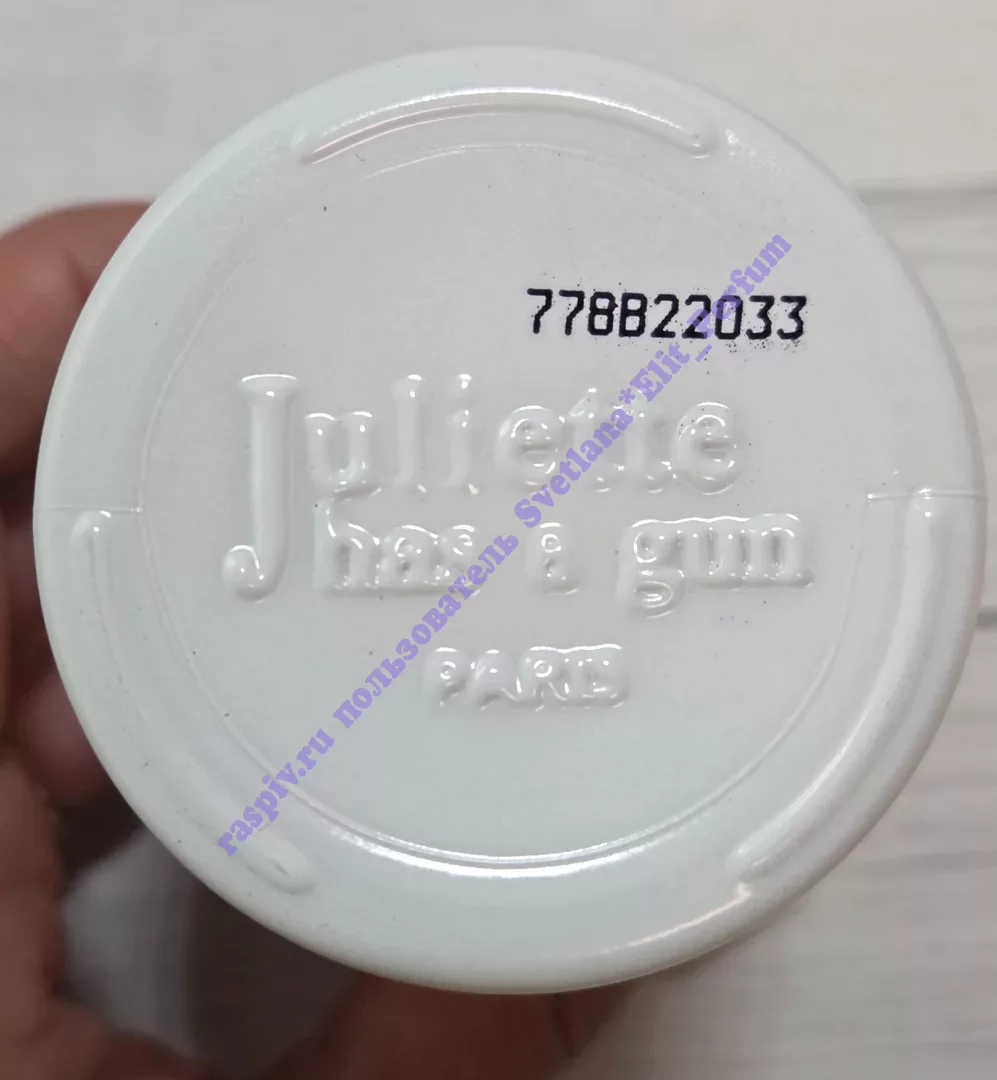 778B22033
Juliette
has a gun
PARIS
raspiv.ru пользователь Svetlana*Elit_Parfum